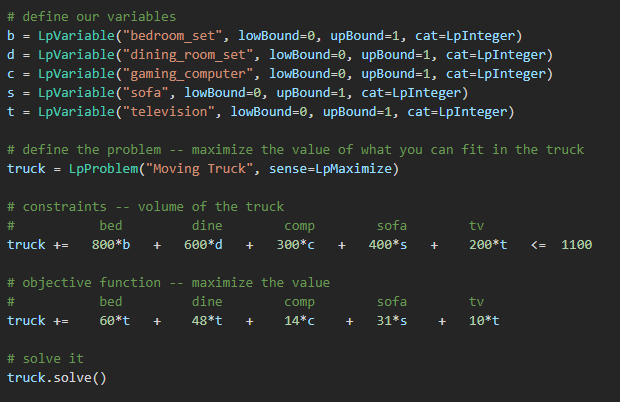 # define our variables
b = LpVariable("bedroom_set", lowBound=0, upBound=1, cat=LpInteger)
d = LpVariable("dining_room_set", lowBound=0, upBound=1, cat=LpInteger)
c = LpVariable("gaming_computer", lowBound=0, upBound=1, cat=LpInteger)
s = LpVariable("sofa", lowBound=0, upBound=1, cat=LpInteger)
t = LpVariable("television", lowBound=0, upBound=1, cat=LpInteger)
# define the problem -- maximize the value of what you can fit in the truck
truck = LpProblem("Moving Truck", sense=LpMaximize)
# constraints -- volume of the truck
# bed dine comp sofa tv
truck += 800*b + 600*d + 300*c + 400*s + 200*t <= 1100
# objective function -- maximize the value
# bed dine comp sofa tv
truck += 60*t + 48*t + 14*c + 31*s + 10*t
# solve it
truck.solve()